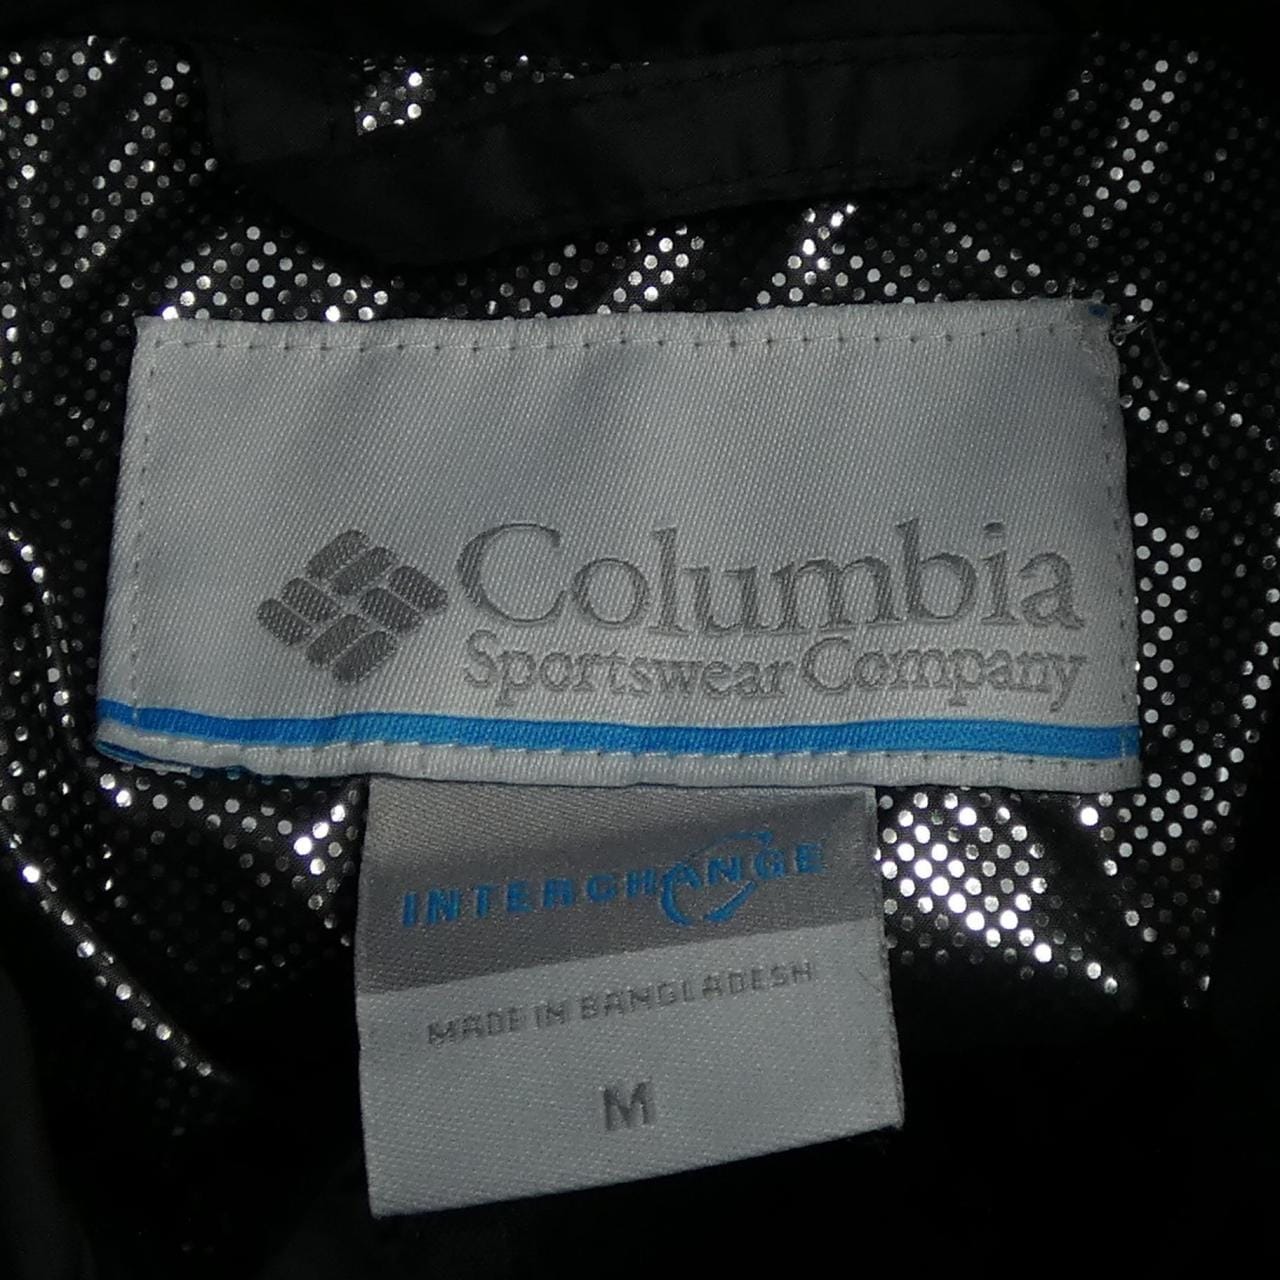 Columbia
Sportswear Company
INTERCHANGE
MADE IN BANGLADESH
M